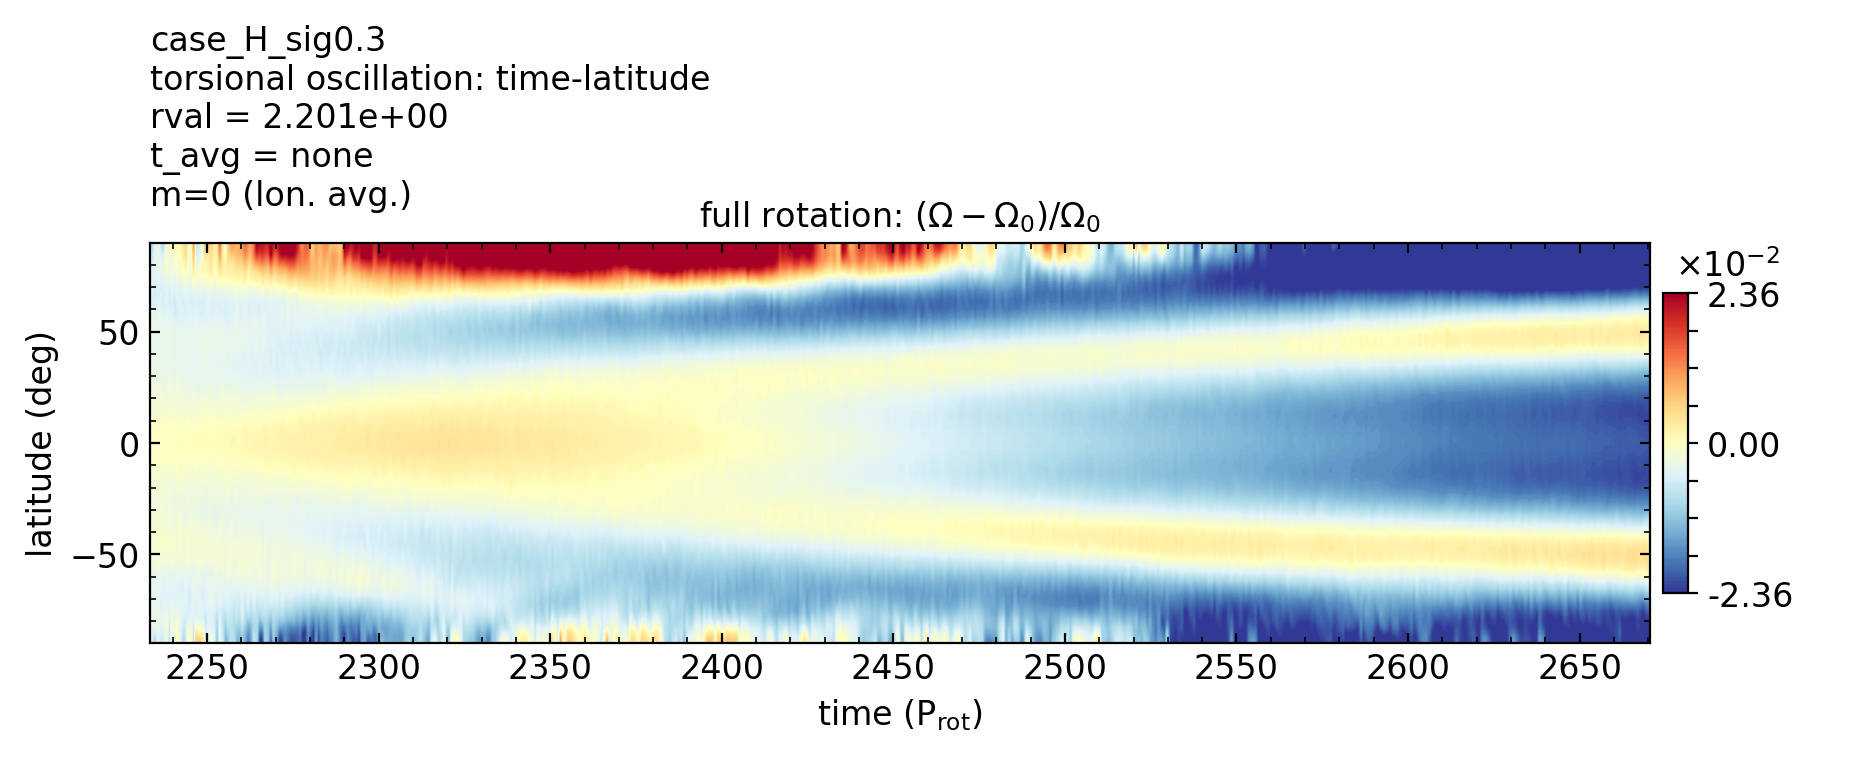 case_H_sig0.3
torsional oscillation: time-latitude
rval = 2.201e+00
t_avg = none
m=0 (lon. avg.)
full rotation: (Ω − Ω₀)/Ω₀
×10⁻²
2.36
0.00
-2.36
latitude (deg)
50
0
−50
2250 2300 2350 2400 2450 2500 2550 2600 2650
time (P_rot)